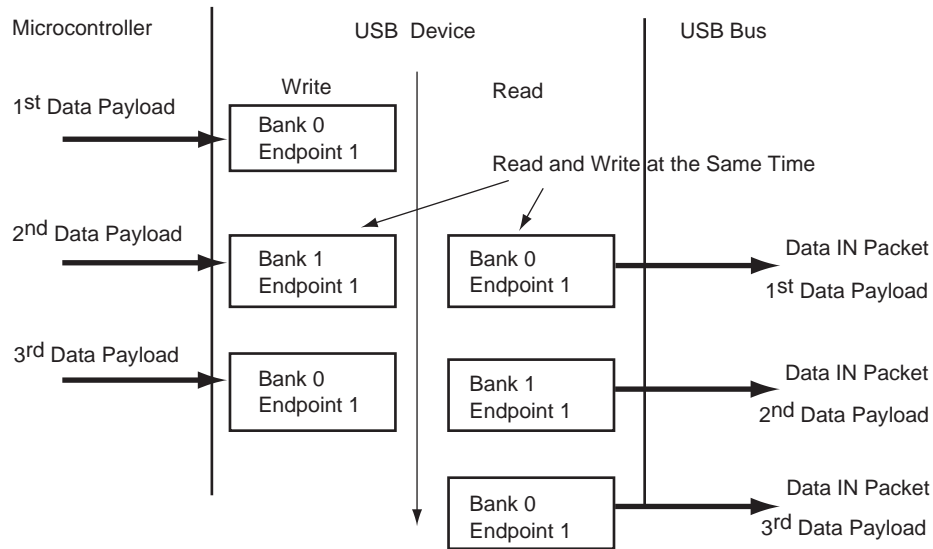 Microcontroller
USB Device
USB Bus
Write
Read
1st Data Payload
Bank 0
Endpoint 1
Read and Write at the Same Time
2nd Data Payload
Bank 1
Endpoint 1
Bank 0
Endpoint 1
Data IN Packet
1st Data Payload
3rd Data Payload
Bank 0
Endpoint 1
Bank 1
Endpoint 1
Data IN Packet
2nd Data Payload
Bank 0
Endpoint 1
Data IN Packet
3rd Data Payload